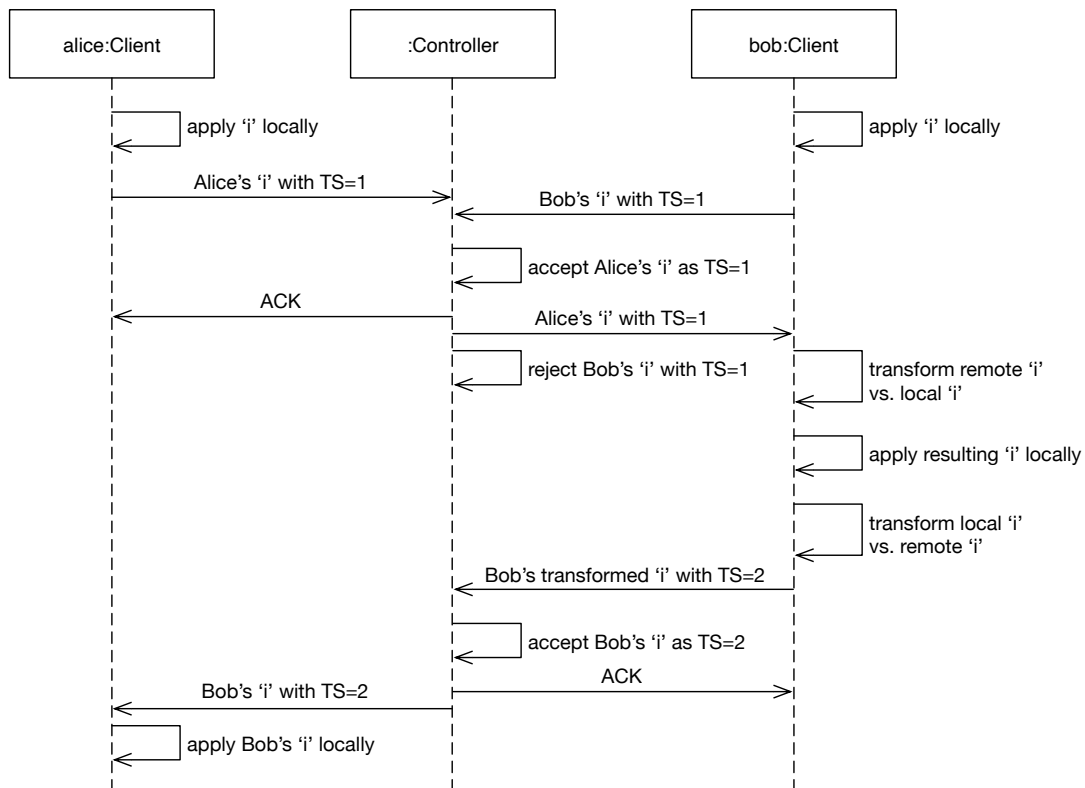 alice:Client
:Controller
bob:Client
apply ‘i’ locally
apply ‘i’ locally
Alice’s ‘i’ with TS=1
Bob’s ‘i’ with TS=1
accept Alice’s ‘i’ as TS=1
ACK
Alice’s ‘i’ with TS=1
reject Bob’s ‘i’ with TS=1
transform remote ‘i’
vs. local ‘i’
apply resulting ‘i’ locally
transform local ‘i’
vs. remote ‘i’
Bob’s transformed ‘i’ with TS=2
accept Bob’s ‘i’ as TS=2
ACK
Bob’s ‘i’ with TS=2
apply Bob’s ‘i’ locally